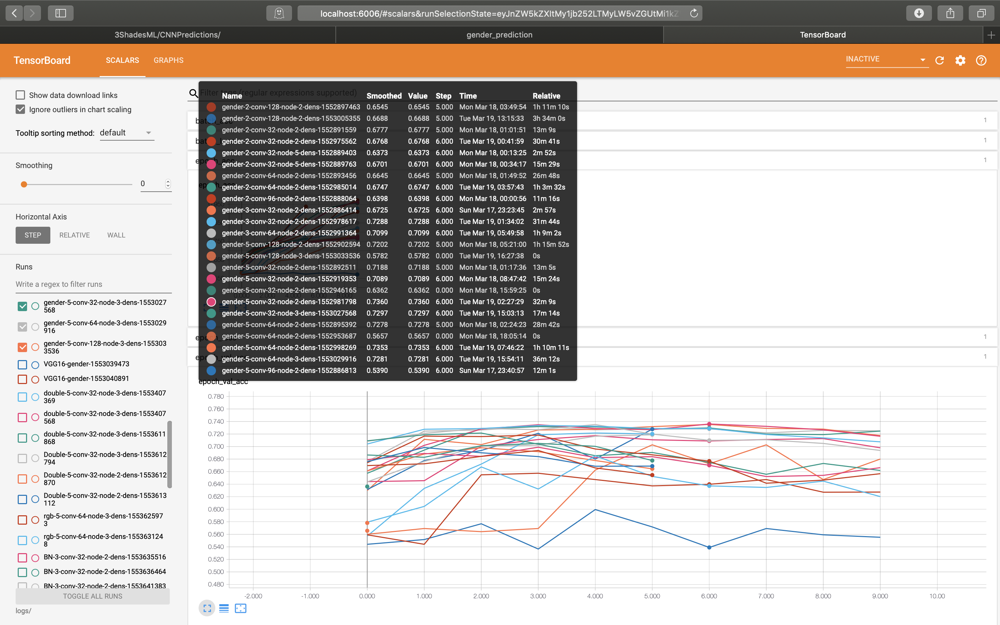 localhost:6006/#scalars&runSelectionState=eyJnZW5kZXItMy1jb252LTMyLW5vZGUtMi1kZ
3ShadesML/CNNPredictions/
gender_prediction
TensorBoard
TensorBoard
SCALARS
GRAPHS
INACTIVE
Show data download links
Ignore outliers in chart scaling
Tooltip sorting method: default
Smoothing
0
Horizontal Axis
STEP RELATIVE WALL
Runs
Write a regex to filter runs
gender-5-conv-32-node-3-dens-1553027
568
gender-5-conv-64-node-3-dens-1553029
916
gender-5-conv-128-node-3-dens-155303
3536
VGG16-gender-1553039473
VGG16-gender-1553040891
double-5-conv-32-node-3-dens-1553407
369
double-5-conv-32-node-3-dens-1553407
568
double-5-conv-32-node-3-dens-1553611
868
Double-5-conv-32-node-3-dens-1553612
794
Double-5-conv-32-node-2-dens-1553612
870
Double-5-conv-32-node-2-dens-1553613
112
rgb-5-conv-64-node-3-dens-155362597
3
rgb-5-conv-64-node-3-dens-155363124
8
BN-3-conv-32-node-2-dens-1553635516
BN-3-conv-32-node-2-dens-1553636464
BN-3-conv-32-node-2-dens-1553641383
TOGGLE ALL RUNS
logs/
Filter tags (regular expressions supported)
Name Smoothed Value Step Time Relative
gender-2-conv-128-node-2-dens-1552897463 0.6545 0.6545 5.000 Mon Mar 18, 03:49:54 1h 11m 10s
gender-2-conv-128-node-2-dens-1553005355 0.6688 0.6688 5.000 Tue Mar 19, 13:15:33 3h 34m 0s
gender-2-conv-32-node-2-dens-1552891559 0.6777 0.6777 5.000 Mon Mar 18, 01:01:51 13m 9s
gender-2-conv-32-node-2-dens-1552975562 0.6768 0.6768 6.000 Tue Mar 19, 00:41:59 30m 41s
gender-2-conv-32-node-5-dens-1552889403 0.6373 0.6373 6.000 Mon Mar 18, 00:13:25 2m 52s
gender-2-conv-32-node-5-dens-1552889763 0.6701 0.6701 6.000 Mon Mar 18, 00:34:17 15m 29s
gender-2-conv-64-node-2-dens-1552893456 0.6645 0.6645 5.000 Mon Mar 18, 01:49:52 26m 48s
gender-2-conv-64-node-2-dens-1552985014 0.6747 0.6747 6.000 Tue Mar 19, 03:57:43 1h 3m 32s
gender-2-conv-96-node-2-dens-1552888064 0.6398 0.6398 6.000 Mon Mar 18, 00:00:56 11m 16s
gender-3-conv-32-node-2-dens-1552886414 0.6725 0.6725 6.000 Sun Mar 17, 23:23:45 2m 57s
gender-3-conv-32-node-2-dens-1552978617 0.7288 0.7288 6.000 Tue Mar 19, 01:34:02 31m 44s
gender-3-conv-64-node-2-dens-1552991364 0.7099 0.7099 6.000 Tue Mar 19, 05:49:58 1h 9m 2s
gender-5-conv-128-node-2-dens-1552902594 0.7202 0.7202 5.000 Mon Mar 18, 05:21:00 1h 15m 52s
gender-5-conv-128-node-3-dens-1553033536 0.5782 0.5782 0.000 Tue Mar 19, 16:27:38 0s
gender-5-conv-32-node-2-dens-1552892511 0.7188 0.7188 5.000 Mon Mar 18, 01:17:36 13m 5s
gender-5-conv-32-node-2-dens-1552919353 0.7089 0.7089 6.000 Mon Mar 18, 08:47:42 15m 24s
gender-5-conv-32-node-2-dens-1552946165 0.6362 0.6362 0.000 Mon Mar 18, 15:59:25 0s
gender-5-conv-32-node-2-dens-1552981798 0.7360 0.7360 6.000 Tue Mar 19, 02:27:29 32m 9s
gender-5-conv-32-node-3-dens-1553027568 0.7297 0.7297 6.000 Tue Mar 19, 15:03:13 17m 14s
gender-5-conv-64-node-2-dens-1552895392 0.7278 0.7278 5.000 Mon Mar 18, 02:24:23 28m 42s
gender-5-conv-64-node-2-dens-1552953687 0.5657 0.5657 0.000 Mon Mar 18, 18:05:14 0s
gender-5-conv-64-node-2-dens-1552998269 0.7353 0.7353 6.000 Tue Mar 19, 07:46:22 1h 10m 11s
gender-5-conv-64-node-3-dens-1553029916 0.7281 0.7281 6.000 Tue Mar 19, 15:54:11 36m 12s
gender-5-conv-96-node-2-dens-1552886813 0.5390 0.5390 6.000 Sun Mar 17, 23:40:57 12m 1s
1
1
1
1
1
epoch_val_acc
0.780
0.760
0.740
0.720
0.700
0.680
0.660
0.640
0.620
0.600
0.580
0.560
0.540
0.520
0.500
0.480
-2.000 -1.000 0.000 1.000 2.000 3.000 4.000 5.000 6.000 7.000 8.000 9.000 10.00